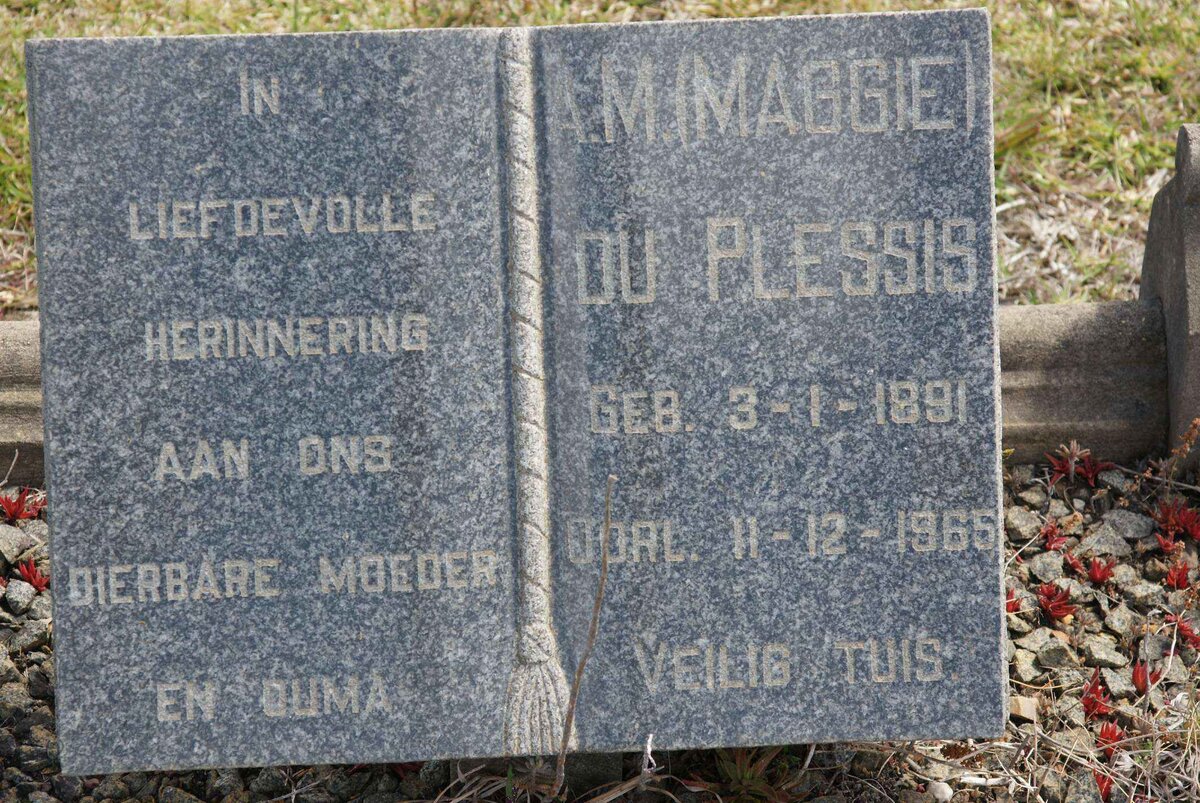 IN
LIEFDEVOLLE
HERINNERING
AAN ONS
DIERBARE MOEDER
EN OUMA
A.M. (MAGGIE)
DU PLESSIS
GEB. 3-1-1891
OORL. 11-12-1965
VEILIG TUIS